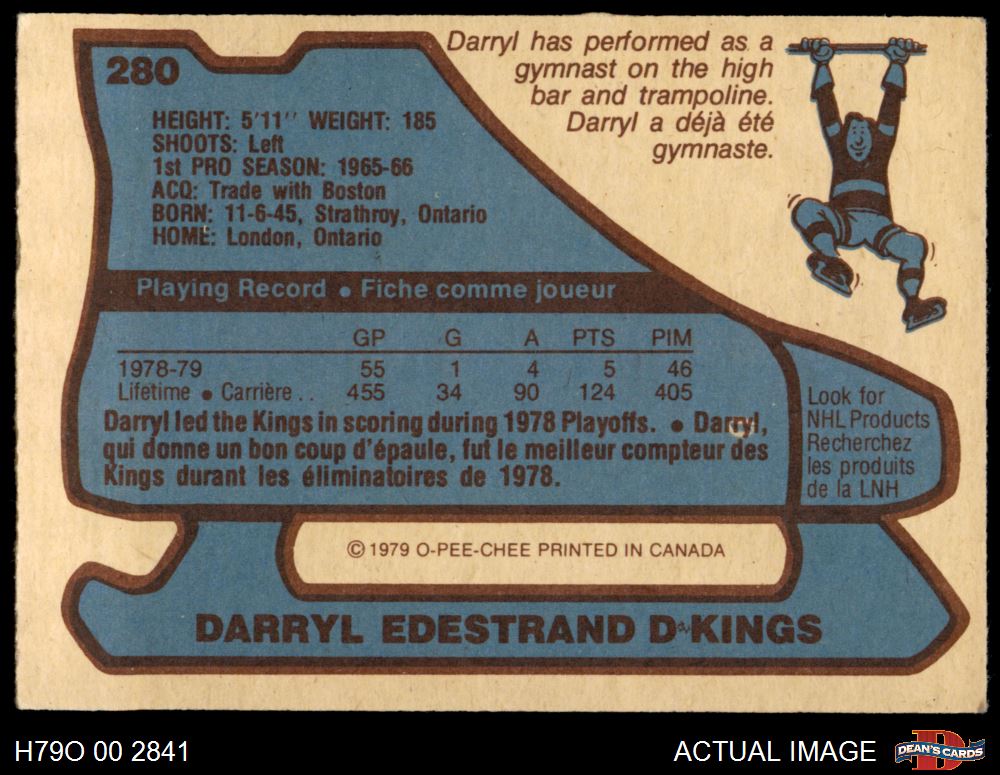 280
Darryl has performed as a
gymnast on the high
bar and trampoline.
Darryl a déjà été
gymnaste.
HEIGHT: 5'11'' WEIGHT: 185
SHOOTS: Left
1st PRO SEASON: 1965-66
ACQ: Trade with Boston
BORN: 11-6-45, Strathroy, Ontario
HOME: London, Ontario
Playing Record • Fiche comme joueur
GP G A PTS PIM
1978-79 55 1 4 5 46
Lifetime • Carrière . . 455 34 90 124 405
Darryl led the Kings in scoring during 1978 Playoffs. • Darryl,
qui donne un bon coup d'épaule, fut le meilleur compteur des
Kings durant les éliminatoires de 1978.
Look for
NHL Products
Recherchez
les produits
de la LNH
© 1979 O-PEE-CHEE PRINTED IN CANADA
DARRYL EDESTRAND D•KINGS
H79O 00 2841
ACTUAL IMAGE
D
DEAN'S CARDS